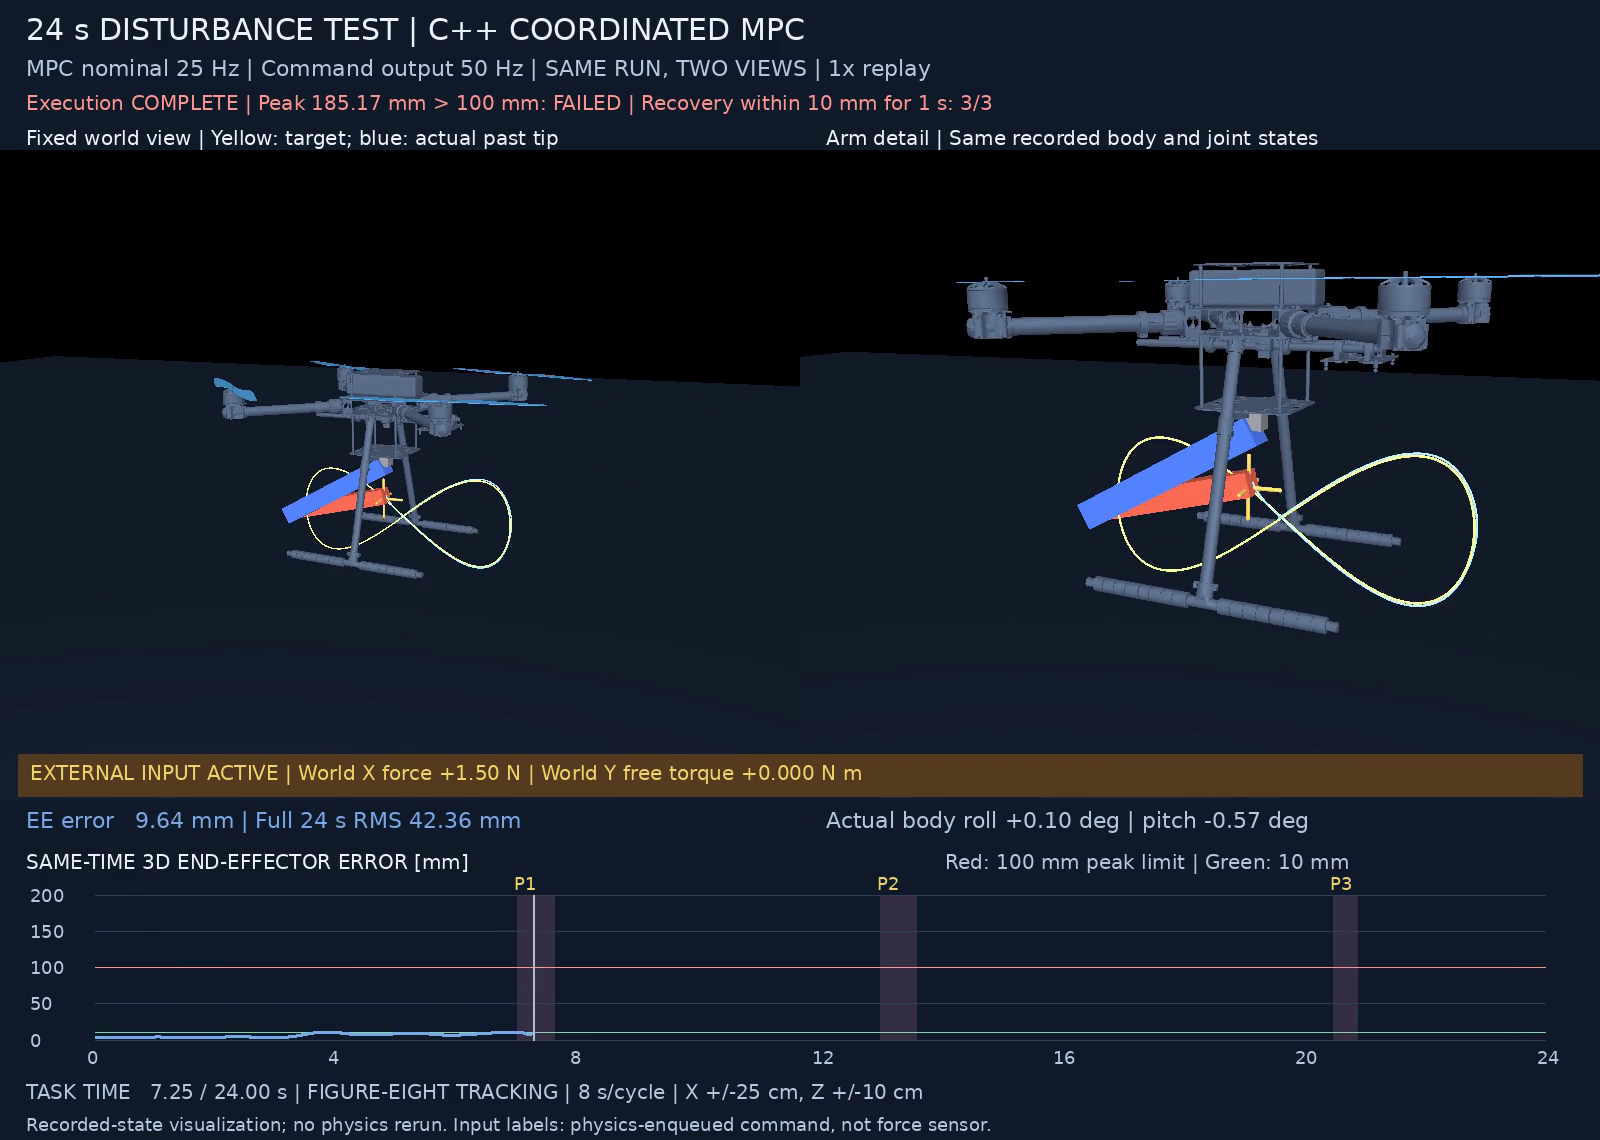 24 s DISTURBANCE TEST | C++ COORDINATED MPC
MPC nominal 25 Hz | Command output 50 Hz | SAME RUN, TWO VIEWS | 1x replay
Execution COMPLETE | Peak 185.17 mm > 100 mm: FAILED | Recovery within 10 mm for 1 s: 3/3
Fixed world view | Yellow: target; blue: actual past tip
Arm detail | Same recorded body and joint states
EXTERNAL INPUT ACTIVE | World X force +1.50 N | World Y free torque +0.000 N m
EE error 9.64 mm | Full 24 s RMS 42.36 mm
Actual body roll +0.10 deg | pitch -0.57 deg
SAME-TIME 3D END-EFFECTOR ERROR [mm]
Red: 100 mm peak limit | Green: 10 mm
P1 P2 P3
200
150
100
50
0
0 4 8 12 16 20 24
TASK TIME 7.25 / 24.00 s | FIGURE-EIGHT TRACKING | 8 s/cycle | X +/-25 cm, Z +/-10 cm
Recorded-state visualization; no physics rerun. Input labels: physics-enqueued command, not force sensor.